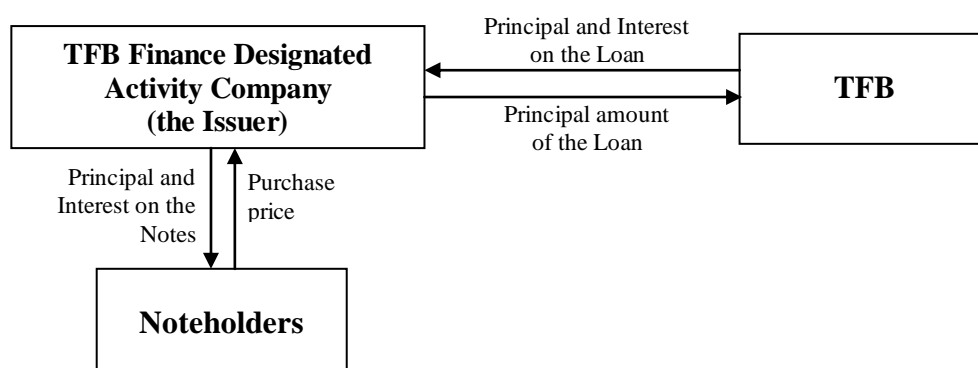 Principal and Interest
on the Loan
TFB Finance Designated
Activity Company
(the Issuer)
TFB
Principal amount
of the Loan
Principal and
Interest on the
Notes
Purchase
price
Noteholders